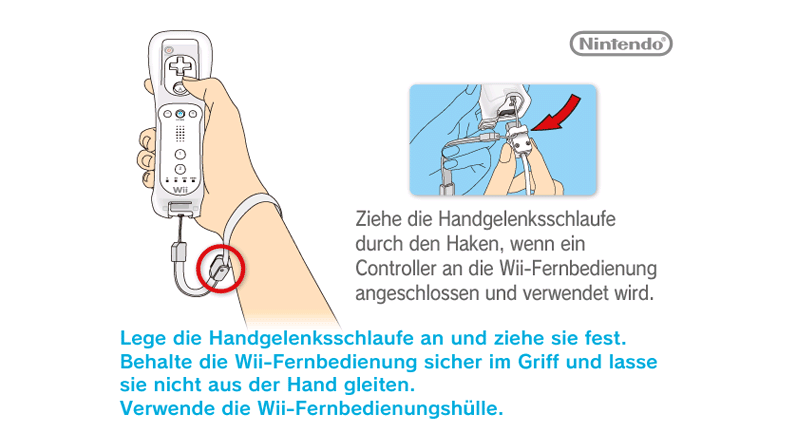 Nintendo®
Wii
Ziehe die Handgelenksschlaufe
durch den Haken, wenn ein
Controller an die Wii-Fernbedienung
angeschlossen und verwendet wird.
Lege die Handgelenksschlaufe an und ziehe sie fest.
Behalte die Wii-Fernbedienung sicher im Griff und lasse
sie nicht aus der Hand gleiten.
Verwende die Wii-Fernbedienungshülle.